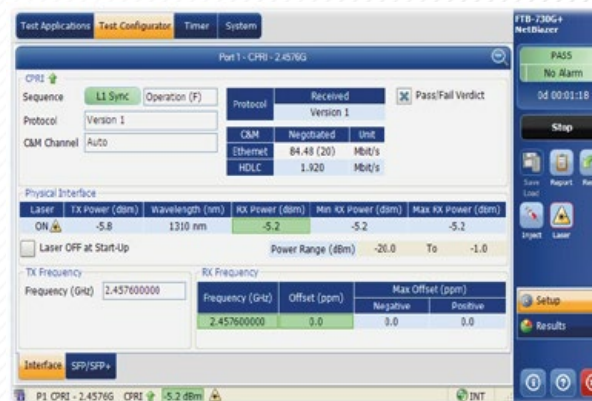 Test Applications Test Configurator Timer System
FTB-730G+
NetBlazer
Port 1 - CPRI - 2.4576G
PASS
No Alarm
0d 00:01:18
Stop
Save
Load
Report
Inject Laser
Setup
Results
CPRI
Sequence L1 Sync Operation (F)
Protocol Version 1
C&M Channel Auto
Protocol Received
Version 1
C&M Negotiated Unit
Ethernet 84.48 (20) Mbit/s
HDLC 1.920 Mbit/s
Pass/Fail Verdict
Physical Interface
Laser TX Power (dBm) Wavelength (nm) RX Power (dBm) Min RX Power (dBm) Max RX Power (dBm)
ON -5.8 1310 nm -5.2 -5.2 -5.2
Laser OFF at Start-Up Power Range (dBm) -20.0 To -1.0
TX Frequency
Frequency (GHz) 2.457600000
RX Frequency
Frequency (GHz) Offset (ppm) Max Offset (ppm)
Negative Positive
2.457600000 0.0 0.0 0.0
Interface SFP/SFP+
P1 CPRI - 2.4576G CPRI -5.2 dBm INT